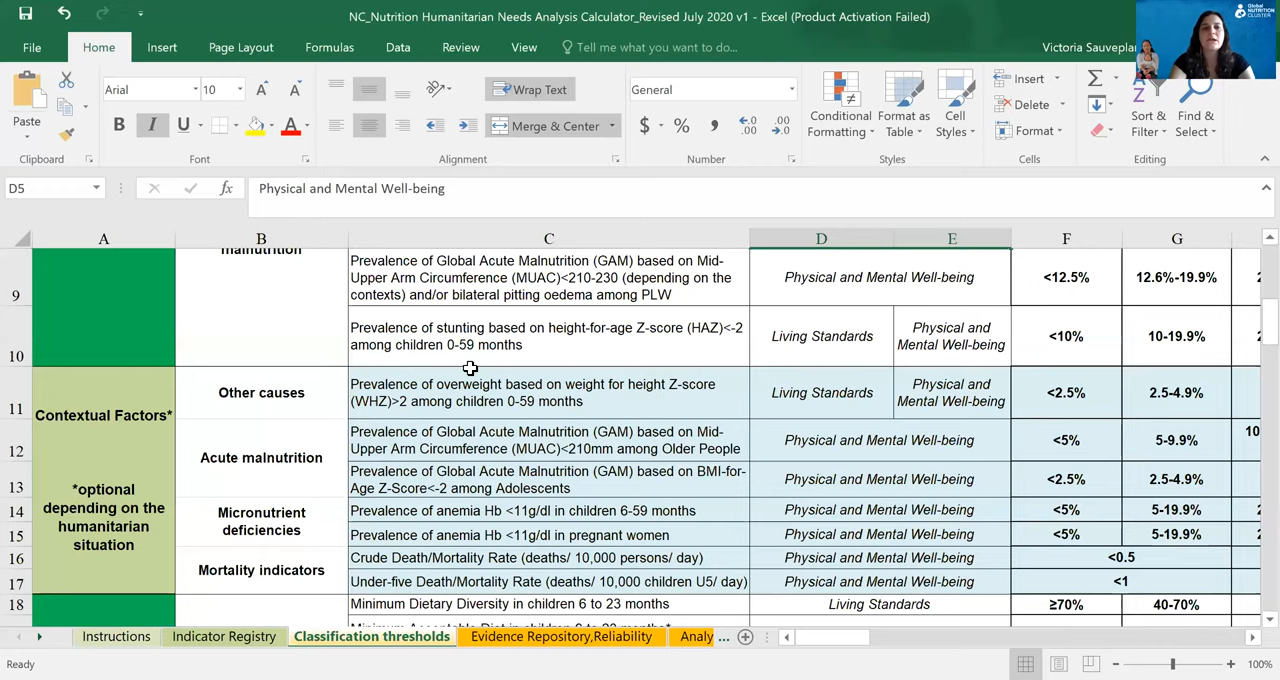 NC_Nutrition Humanitarian Needs Analysis Calculator_Revised July 2020 v1 - Excel (Product Activation Failed)
Global
NUTRITION
CLUSTER
File
Home
Insert
Page Layout
Formulas
Data
Review
View
Tell me what you want to do...
Victoria
Paste
Arial
10
B I U
Wrap Text
Merge & Center
General
$ % ,
Conditional
Formatting
Format as
Table
Cell
Styles
Insert
Delete
Format
Sort &
Filter
Find &
Select
Clipboard
Font
Alignment
Number
Styles
Cells
Editing
D5
fx
Physical and Mental Well-being
A B C D E F G
malnutrition
9
Prevalence of Global Acute Malnutrition (GAM) based on Mid-
Upper Arm Circumference (MUAC)<210-230 (depending on the
contexts) and/or bilateral pitting oedema among PLW
Physical and Mental Well-being
<12.5%
12.6%-19.9%
10
Prevalence of stunting based on height-for-age Z-score (HAZ)<-2
among children 0-59 months
Living Standards
Physical and
Mental Well-being
<10%
10-19.9%
Contextual Factors*
*optional
depending on the
humanitarian
situation
11
Other causes
Prevalence of overweight based on weight for height Z-score
(WHZ)>2 among children 0-59 months
Living Standards
Physical and
Mental Well-being
<2.5%
2.5-4.9%
12
Acute malnutrition
Prevalence of Global Acute Malnutrition (GAM) based on Mid-
Upper Arm Circumference (MUAC)<210mm among Older People
Physical and Mental Well-being
<5%
5-9.9%
10
13
Prevalence of Global Acute Malnutrition (GAM) based on BMI-for-
Age Z-Score<-2 among Adolescents
Physical and Mental Well-being
<2.5%
2.5-4.9%
Micronutrient
deficiencies
14
Prevalence of anemia Hb <11g/dl in children 6-59 months
Physical and Mental Well-being
<5%
5-19.9%
15
Prevalence of anemia Hb <11g/dl in pregnant women
Physical and Mental Well-being
<5%
5-19.9%
Mortality indicators
16
Crude Death/Mortality Rate (deaths/ 10,000 persons/ day)
Physical and Mental Well-being
<0.5
17
Under-five Death/Mortality Rate (deaths/ 10,000 children U5/ day)
Physical and Mental Well-being
<1
18
Minimum Dietary Diversity in children 6 to 23 months
Living Standards
≥70%
40-70%
Instructions
Indicator Registry
Classification thresholds
Evidence Repository,Reliability
Analy ...
Ready
100%